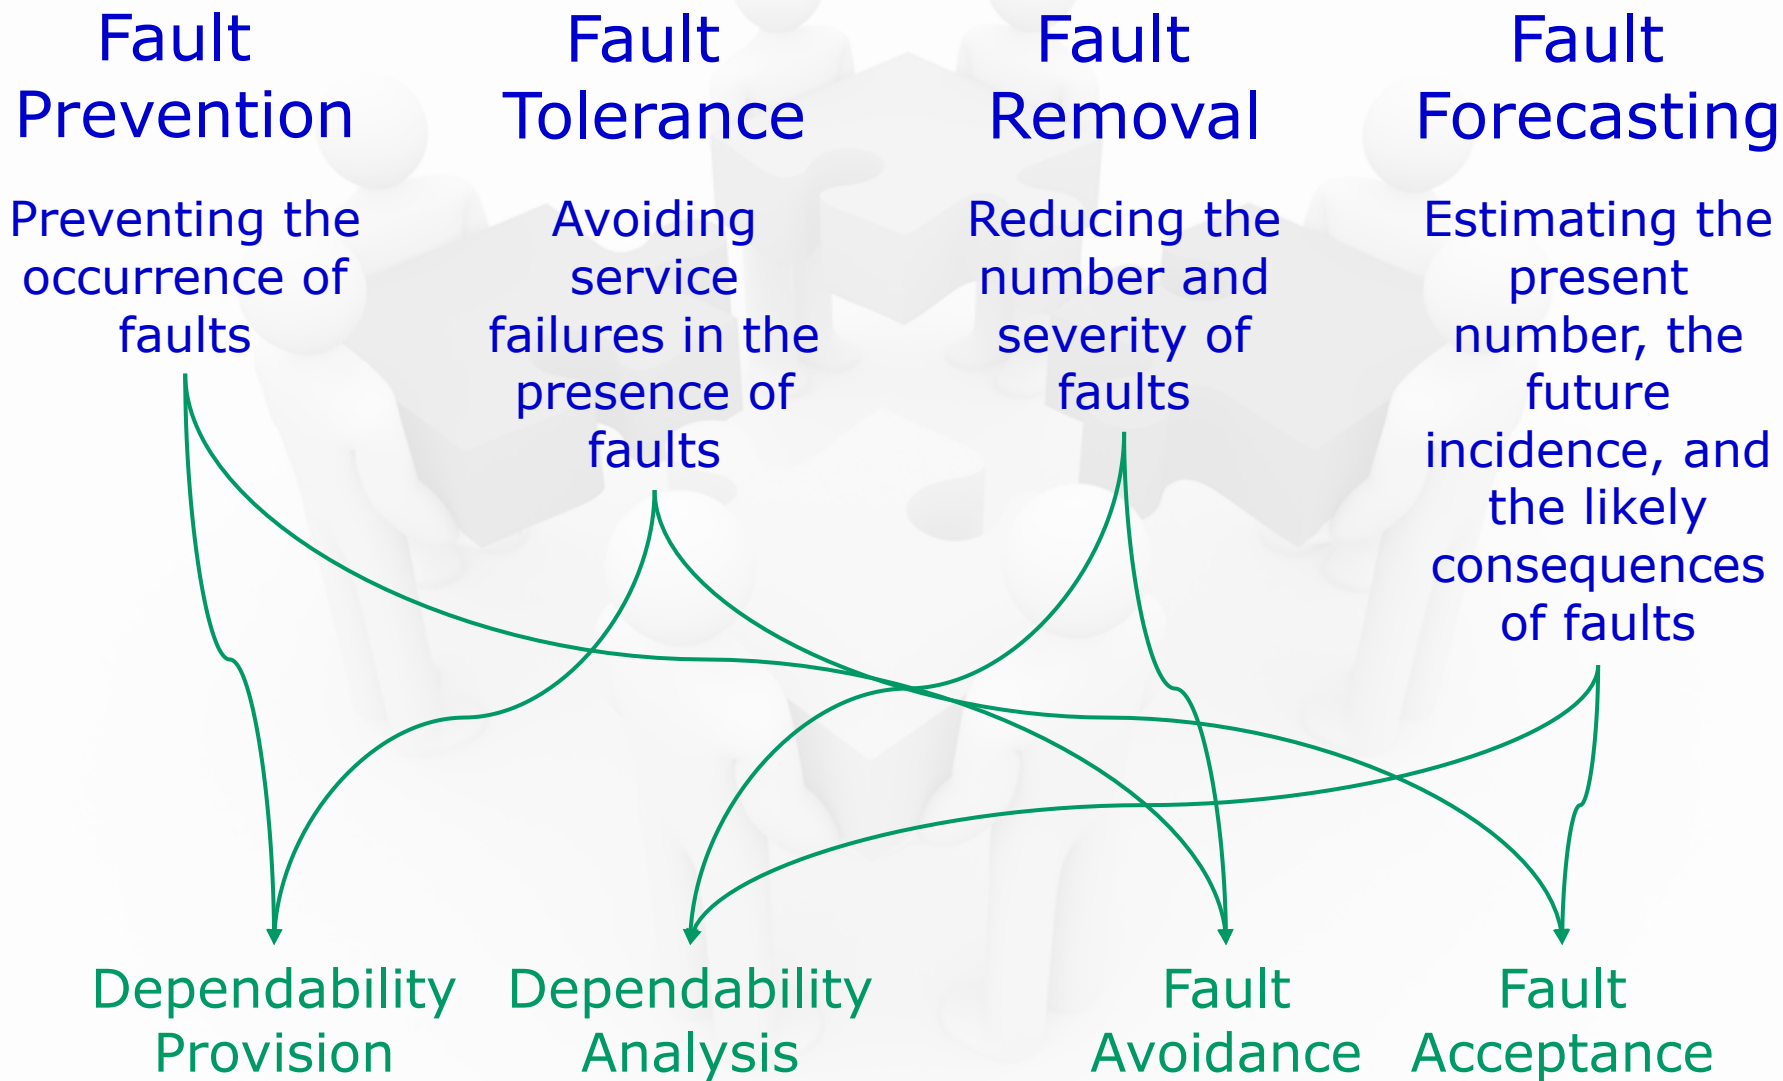 Fault
Prevention
Preventing the
occurrence of
faults
Fault
Tolerance
Avoiding
service
failures in the
presence of
faults
Fault
Removal
Reducing the
number and
severity of
faults
Fault
Forecasting
Estimating the
present
number, the
future
incidence, and
the likely
consequences
of faults
Dependability
Provision
Dependability
Analysis
Fault
Avoidance
Fault
Acceptance